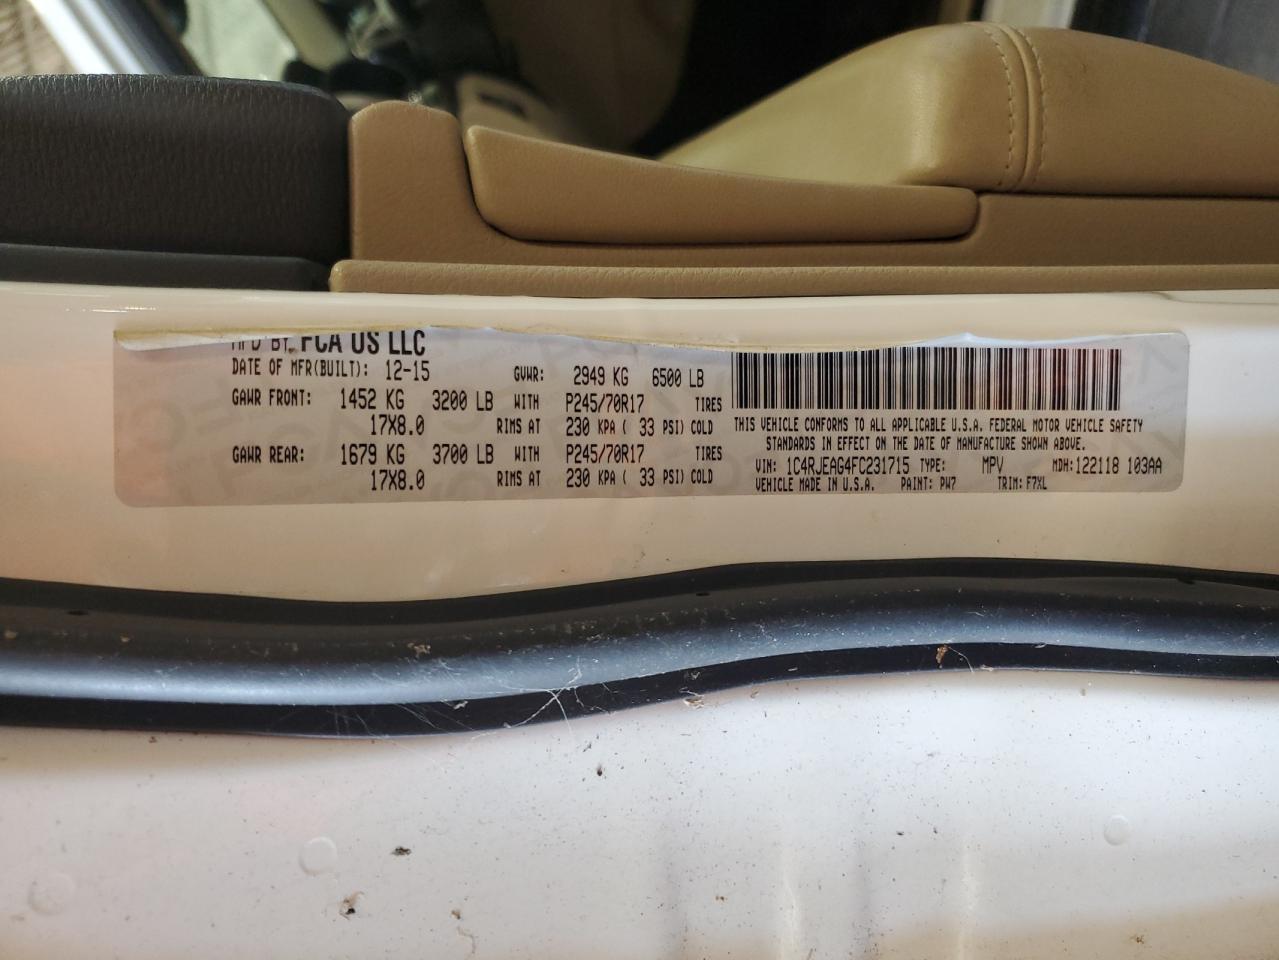 MFD BY FCA US LLC
DATE OF MFR(BUILT): 12-15 GVWR: 2949 KG 6500 LB
GAWR FRONT: 1452 KG 3200 LB WITH P245/70R17 TIRES
17X8.0 RIMS AT 230 KPA ( 33 PSI) COLD
GAWR REAR: 1679 KG 3700 LB WITH P245/70R17 TIRES
17X8.0 RIMS AT 230 KPA ( 33 PSI) COLD
THIS VEHICLE CONFORMS TO ALL APPLICABLE U.S.A. FEDERAL MOTOR VEHICLE SAFETY
STANDARDS IN EFFECT ON THE DATE OF MANUFACTURE SHOWN ABOVE.
VIN: 1C4RJEAG4FC231715 TYPE: MPV MDH:122118 103AA
VEHICLE MADE IN U.S.A. PAINT: PW7 TRIM: F7XL